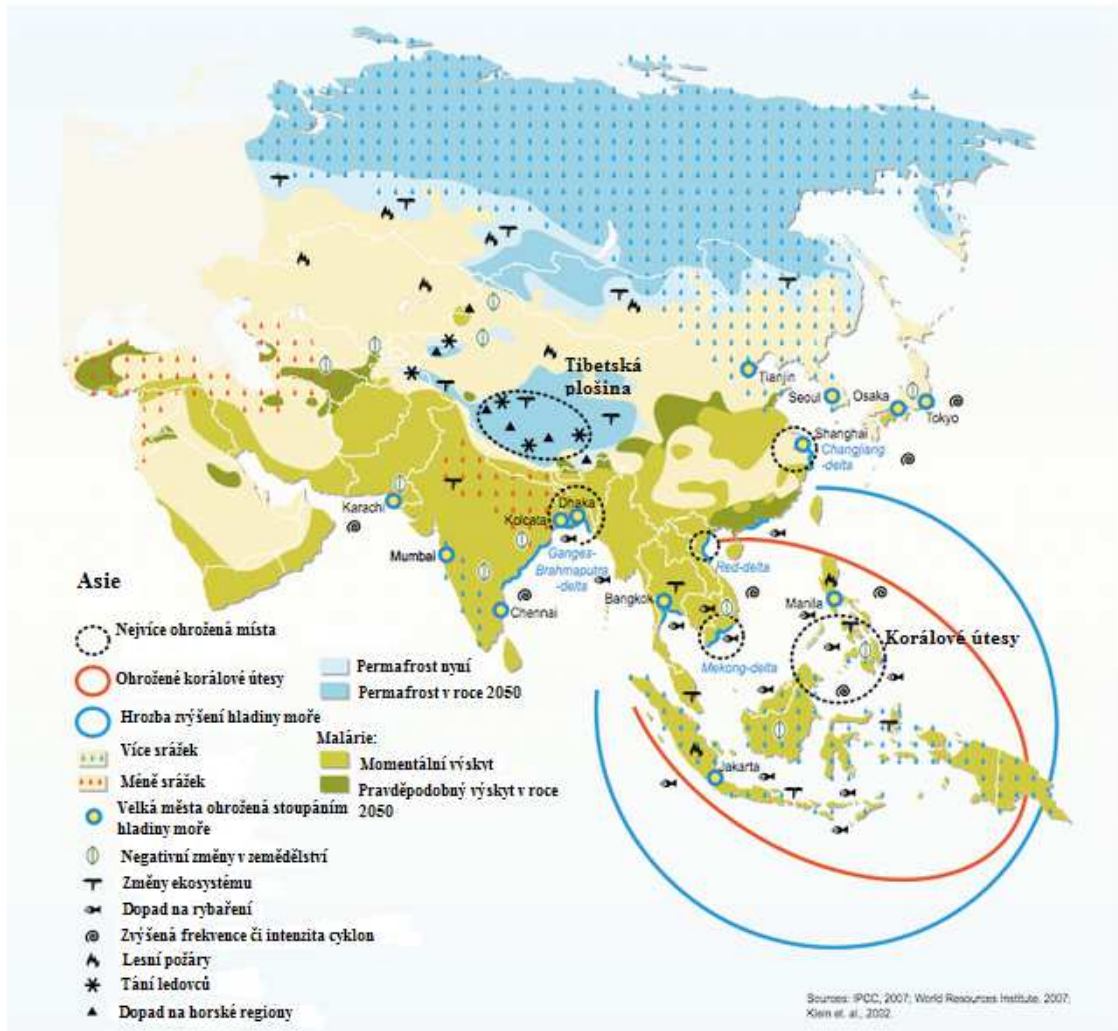 Tibetská
plošina
Tianjin
Seoul
Osaka
Tokyo
Shanghai
Changjiang
-delta
Karachi
Dhaka
Kolcata
Mumbai
Ganges-
Brahmaputra
-delta
Red-delta
Chennai
Bangkok
Manila
Korálové útesy
Mekong-delta
Jakarta
Asie
Nejvíce ohrožená místa
Ohrožené korálové útesy
Hrozba zvýšení hladiny moře
Více srážek
Méně srážek
Velká města ohrožená stoupáním
hladiny moře
Negativní změny v zemědělství
Změny ekosystému
Dopad na rybaření
Zvýšená frekvence či intenzita cyklon
Lesní požáry
Tání ledovců
Dopad na horské regiony
Permafrost nyní
Permafrost v roce 2050
Malárie:
Momentální výskyt
Pravděpodobný výskyt v roce
2050
Sources: IPCC, 2007; World Resources Institute, 2007;
Klein et. al., 2002.